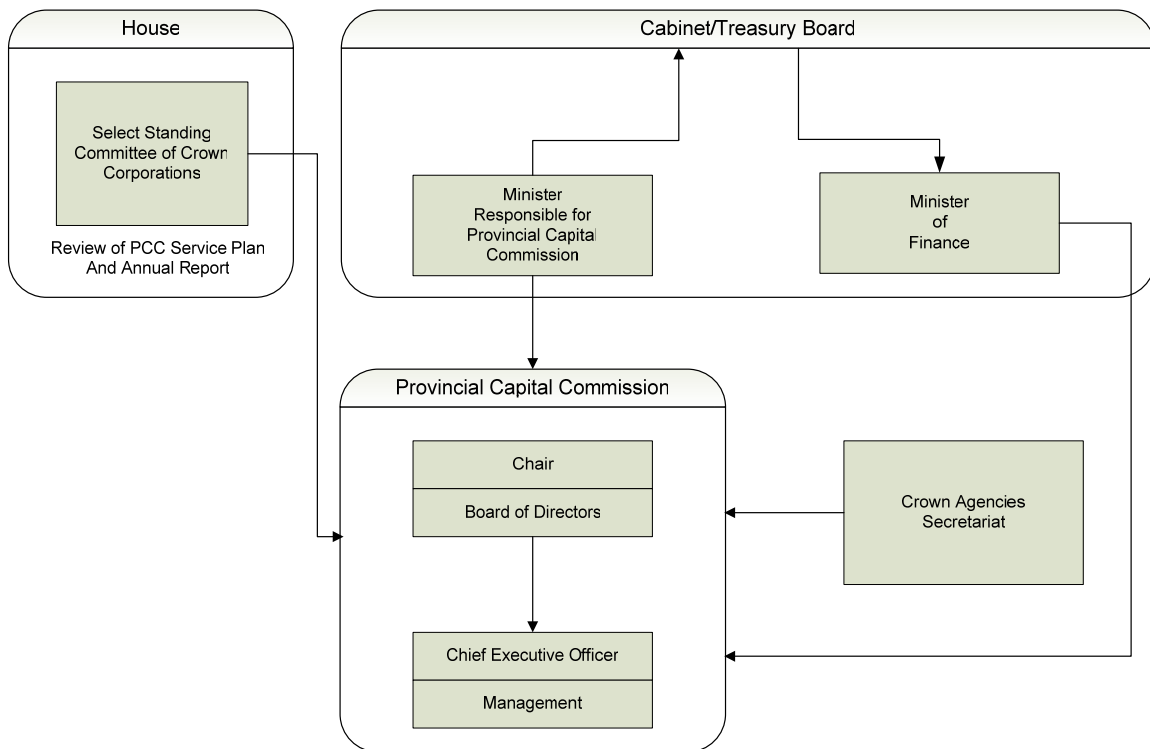 House
Select Standing
Committee of Crown
Corporations
Review of PCC Service Plan
And Annual Report
Cabinet/Treasury Board
Minister
Responsible for
Provincial Capital
Commission
Minister
of
Finance
Provincial Capital Commission
Chair
Board of Directors
Chief Executive Officer
Management
Crown Agencies
Secretariat